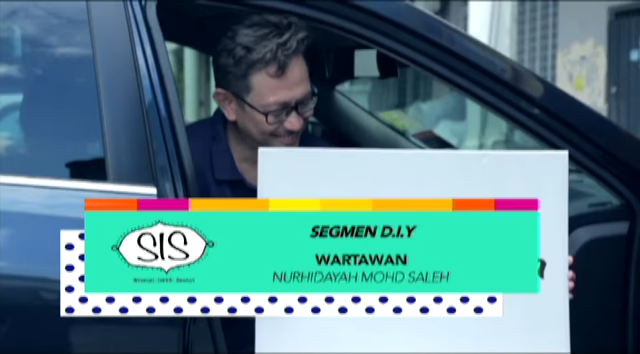 SIS
SEGMEN D.I.Y
WARTAWAN
NURHIDAYAH MOHD SALEH